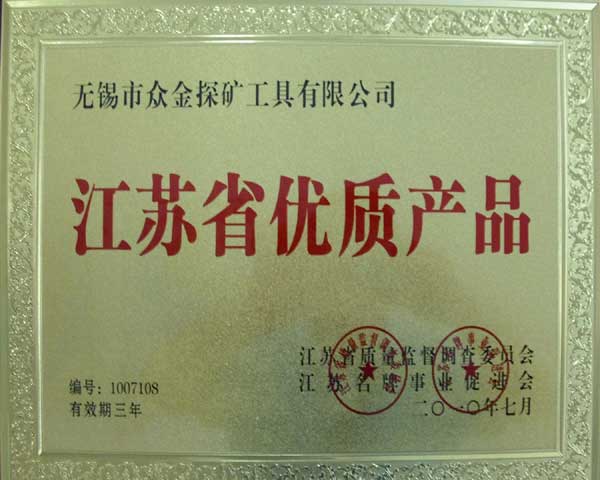 无锡市众金探矿工具有限公司
江苏省优质产品
江苏省质量监督调查委员会
江苏名牌事业促进会
编号:1007108
有效期三年
二〇一〇年七月